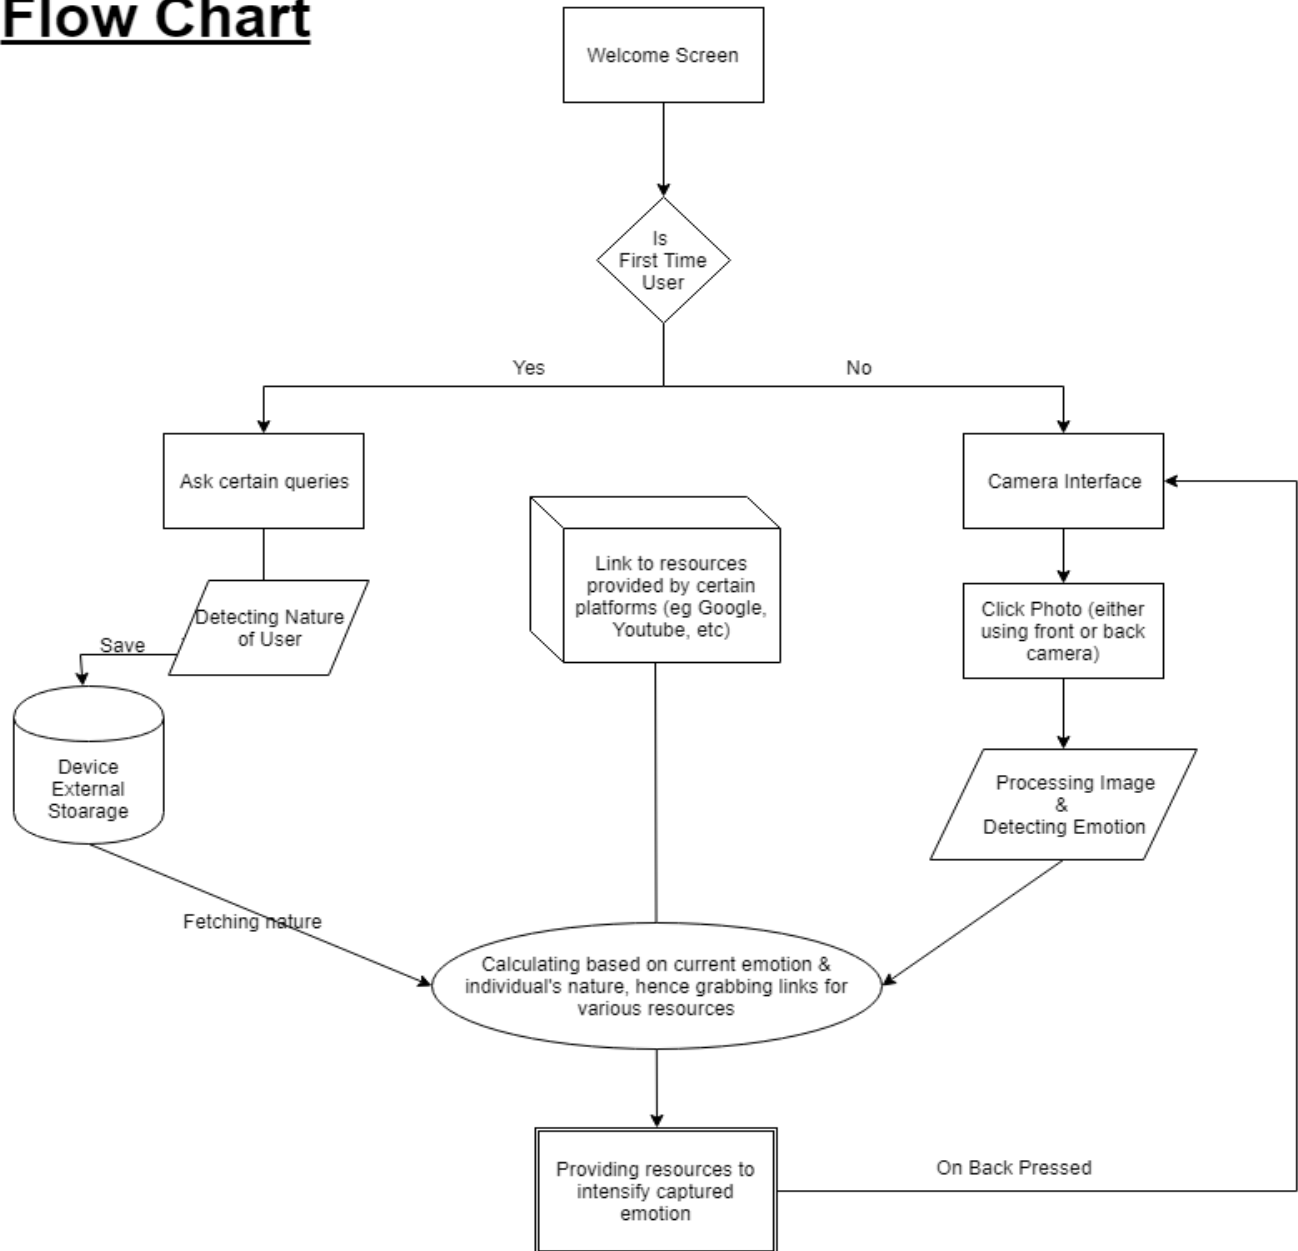 Flow Chart
Welcome Screen
Is
First Time
User
Yes
No
Ask certain queries
Camera Interface
Link to resources
provided by certain
platforms (eg Google,
Youtube, etc)
Detecting Nature
of User
Click Photo (either
using front or back
camera)
Save
Device
External
Stoarage
Processing Image
&
Detecting Emotion
Fetching nature
Calculating based on current emotion &
individual's nature, hence grabbing links for
various resources
Providing resources to
intensify captured
emotion
On Back Pressed